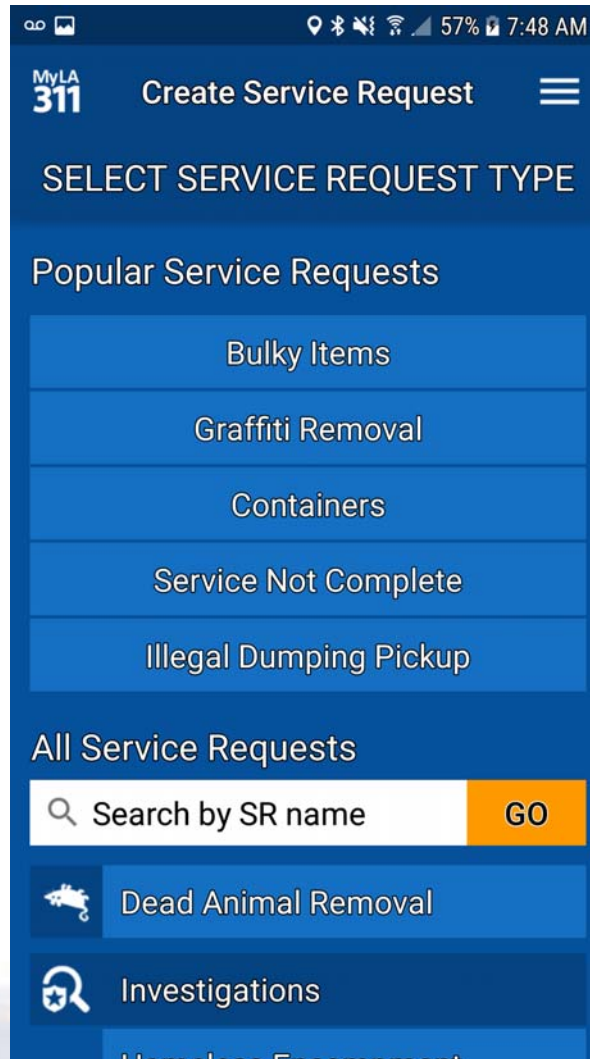 57% 7:48 AM
MyLA
311
Create Service Request
SELECT SERVICE REQUEST TYPE
Popular Service Requests
Bulky Items
Graffiti Removal
Containers
Service Not Complete
Illegal Dumping Pickup
All Service Requests
Search by SR name
GO
Dead Animal Removal
Investigations
Homeless Encampment